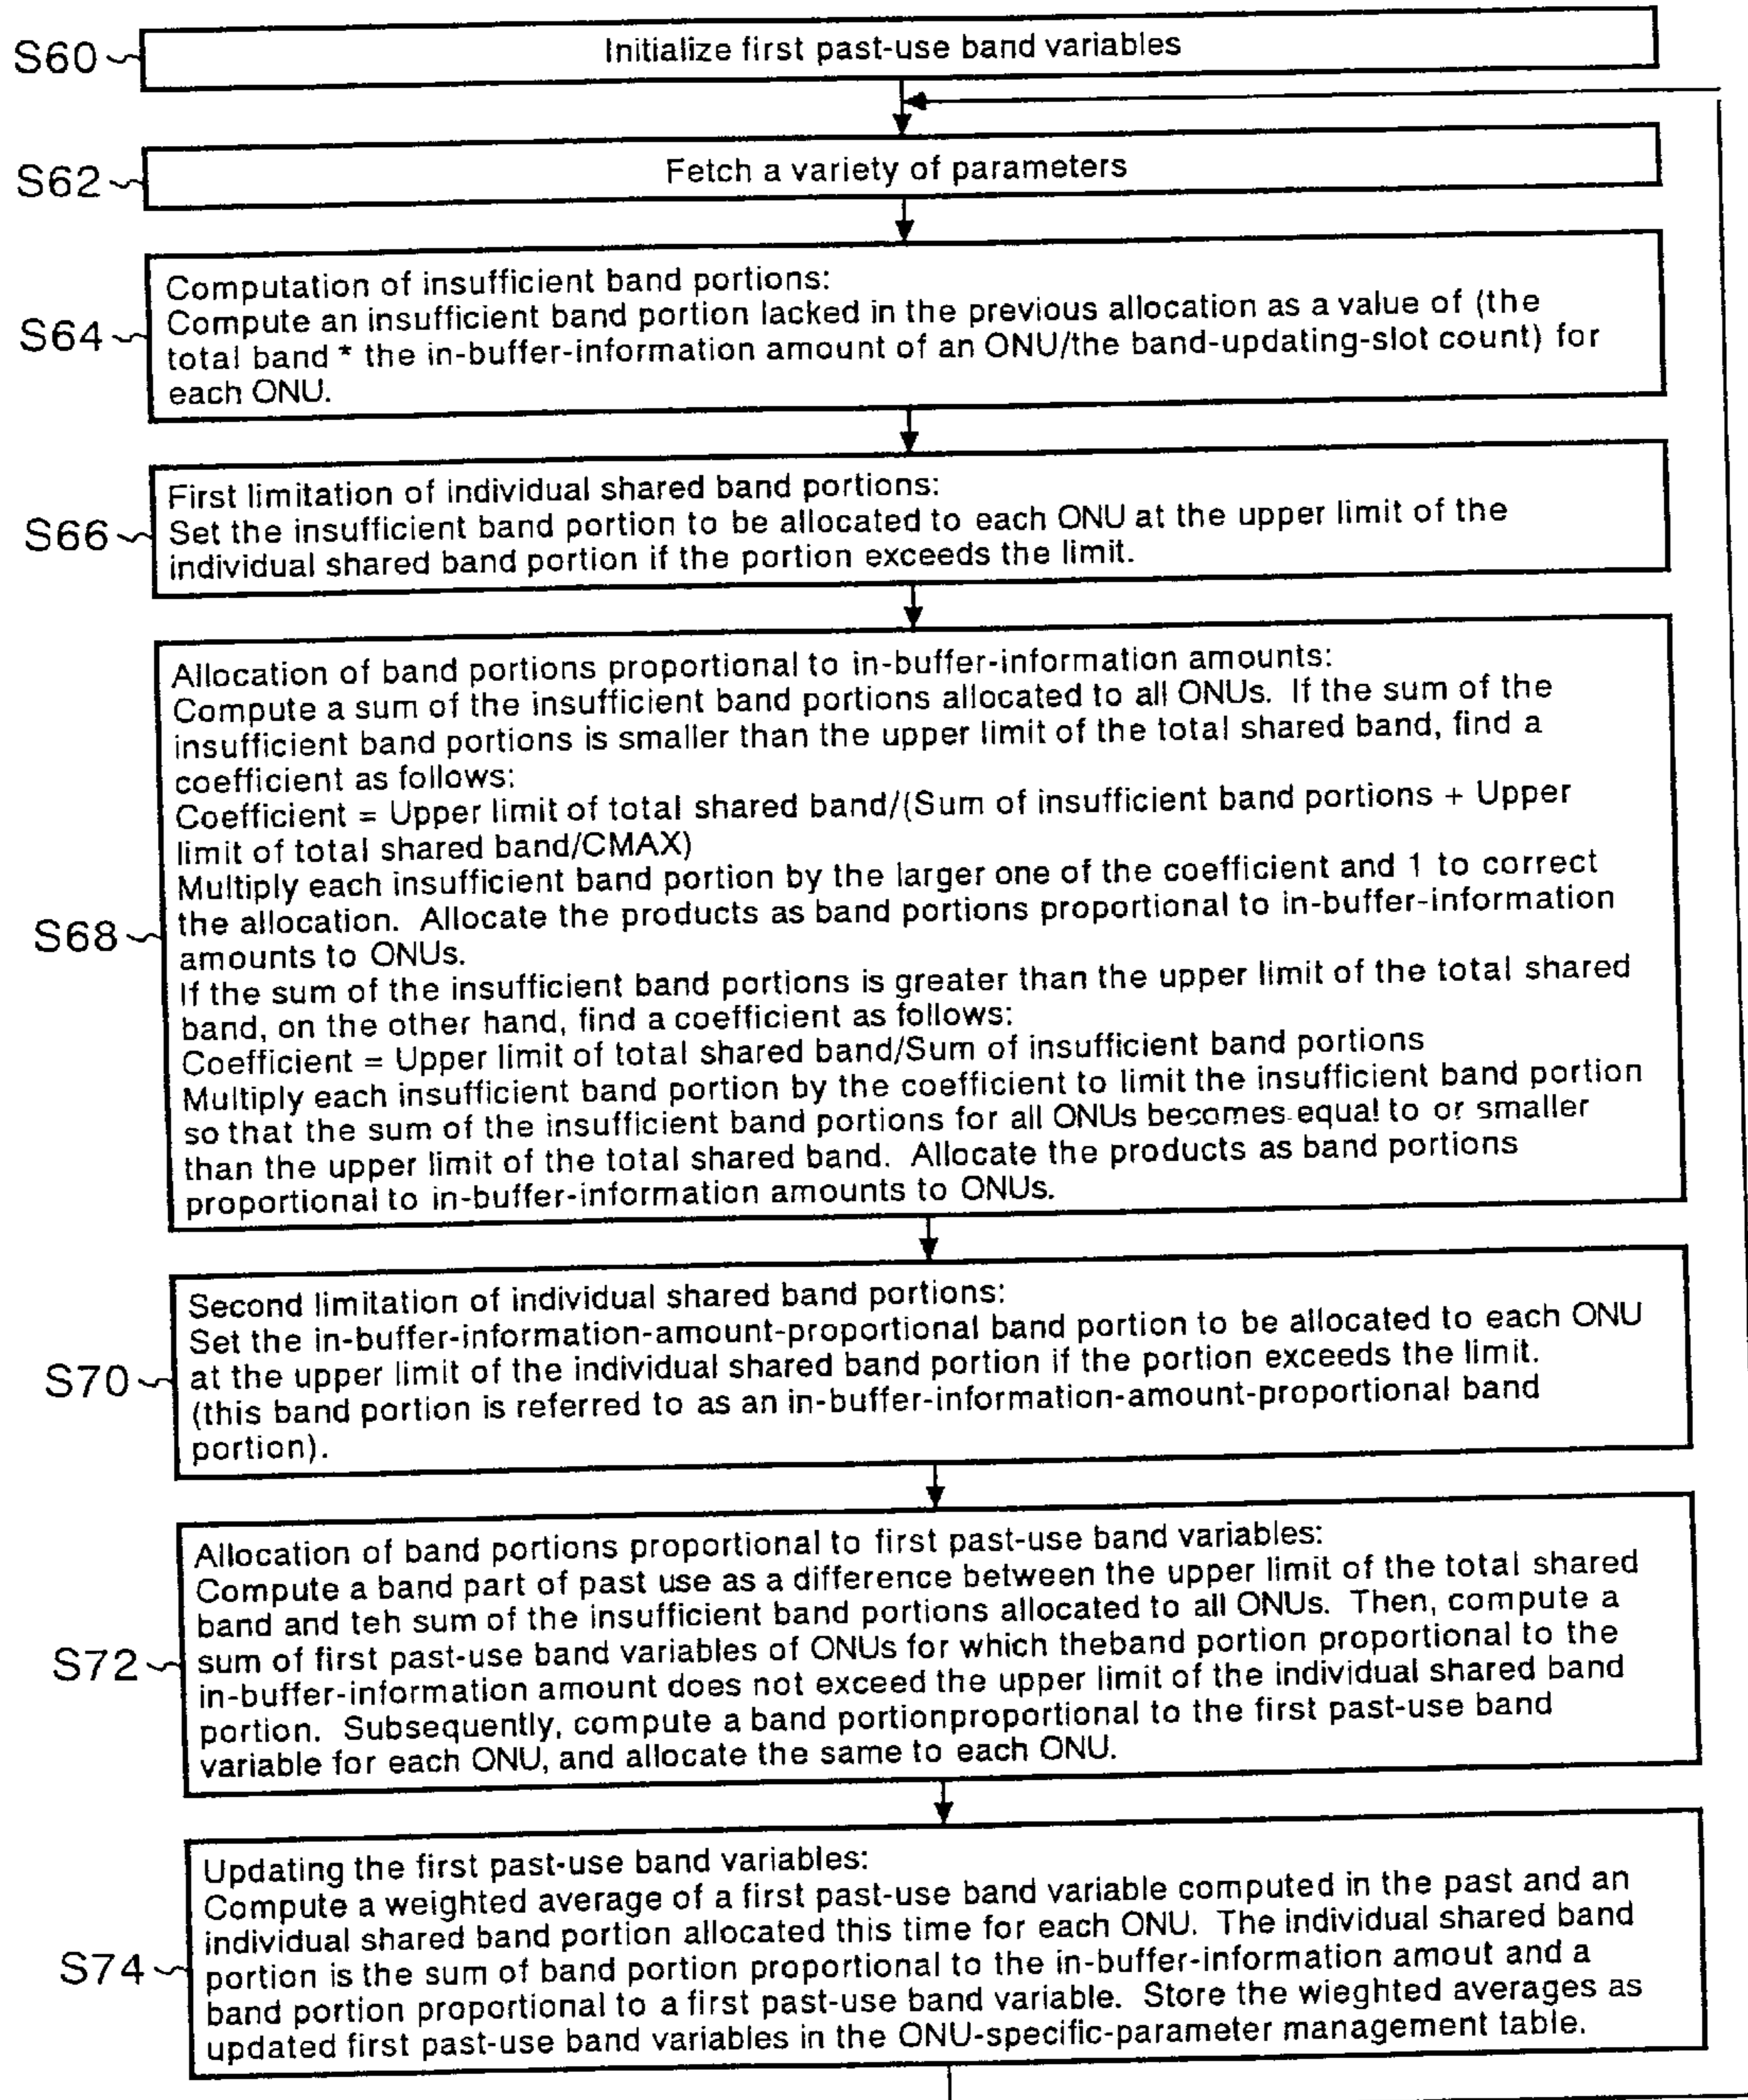 S60
Initialize first past-use band variables
S62
Fetch a variety of parameters
S64
Computation of insufficient band portions:
Compute an insufficient band portion lacked in the previous allocation as a value of (the
total band * the in-buffer-information amount of an ONU/the band-updating-slot count) for
each ONU.
S66
First limitation of individual shared band portions:
Set the insufficient band portion to be allocated to each ONU at the upper limit of the
individual shared band portion if the portion exceeds the limit.
S68
Allocation of band portions proportional to in-buffer-information amounts:
Compute a sum of the insufficient band portions allocated to all ONUs. If the sum of the
insufficient band portions is smaller than the upper limit of the total shared band, find a
coefficient as follows:
Coefficient = Upper limit of total shared band/(Sum of insufficient band portions + Upper
limit of total shared band/CMAX)
Multiply each insufficient band portion by the larger one of the coefficient and 1 to correct
the allocation. Allocate the products as band portions proportional to in-buffer-information
amounts to ONUs.
If the sum of the insufficient band portions is greater than the upper limit of the total shared
band, on the other hand, find a coefficient as follows:
Coefficient = Upper limit of total shared band/Sum of insufficient band portions
Multiply each insufficient band portion by the coefficient to limit the insufficient band portion
so that the sum of the insufficient band portions for all ONUs becomes equal to or smaller
than the upper limit of the total shared band. Allocate the products as band portions
proportional to in-buffer-information amounts to ONUs.
S70
Second limitation of individual shared band portions:
Set the in-buffer-information-amount-proportional band portion to be allocated to each ONU
at the upper limit of the individual shared band portion if the portion exceeds the limit.
(this band portion is referred to as an in-buffer-information-amount-proportional band
portion).
S72
Allocation of band portions proportional to first past-use band variables:
Compute a band part of past use as a difference between the upper limit of the total shared
band and teh sum of the insufficient band portions allocated to all ONUs. Then, compute a
sum of first past-use band variables of ONUs for which theband portion proportional to the
in-buffer-information amount does not exceed the upper limit of the individual shared band
portion. Subsequently, compute a band portionproportional to the first past-use band
variable for each ONU, and allocate the same to each ONU.
S74
Updating the first past-use band variables:
Compute a weighted average of a first past-use band variable computed in the past and an
individual shared band portion allocated this time for each ONU. The individual shared band
portion is the sum of band portion proportional to the in-buffer-information amout and a
band portion proportional to a first past-use band variable. Store the wieghted averages as
updated first past-use band variables in the ONU-specific-parameter management table.